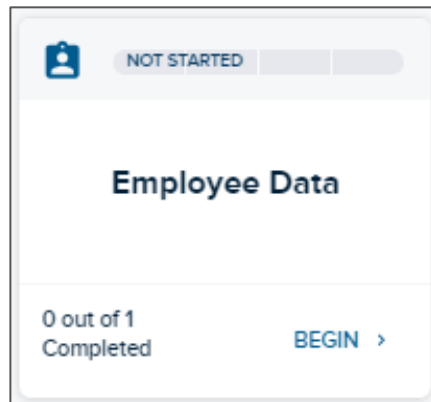 NOT STARTED
Employee Data
0 out of 1
Completed
BEGIN